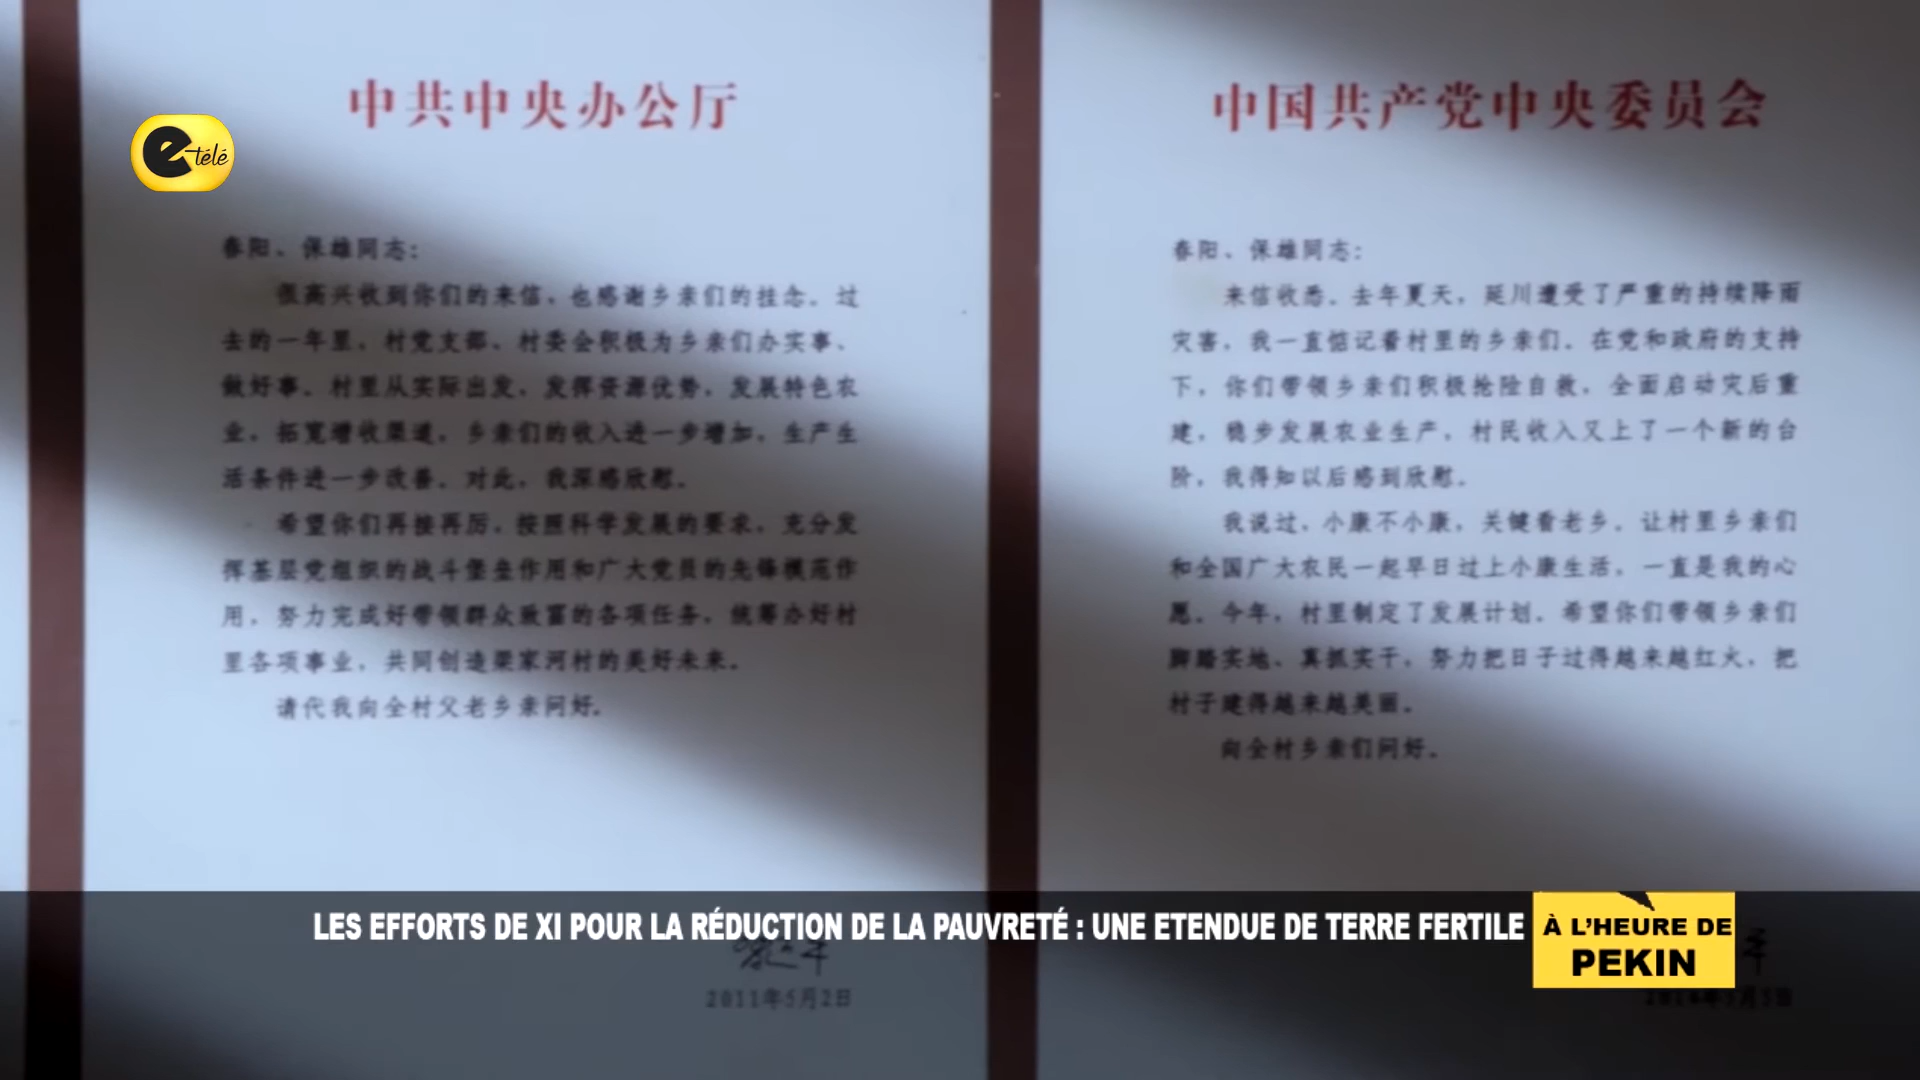 中共中央办公厅
春阳、保雄同志：
很高兴收到你们的来信，也感谢乡亲们的挂念。过
去的一年里，村党支部、村委会积极为乡亲们办实事、
做好事。村里从实际出发，发挥资源优势，发展特色农
业，拓宽增收渠道，乡亲们的收入进一步增加，生产生
活条件进一步改善。对此，我深感欣慰。
希望你们再接再厉，按照科学发展的要求，充分发
挥基层党组织的战斗堡垒作用和广大党员的先锋模范作
用，努力完成好带领群众致富的各项任务，统筹办好村
里各项事业，共同创造梁家河村的美好未来。
请代我向全村父老乡亲问好。
2011年5月2日
中国共产党中央委员会
春阳、保雄同志：
来信收悉。去年夏天，延川遭受了严重的持续降雨
灾害，我一直惦记着村里的乡亲们。在党和政府的支持
下，你们带领乡亲们积极抢险自救，全面启动灾后重
建，稳步发展农业生产，村民收入又上了一个新的台
阶，我得知以后感到欣慰。
我说过，小康不小康，关键看老乡。让村里乡亲们
和全国广大农民一起早日过上小康生活，一直是我的心
愿。今年，村里制定了发展计划。希望你们带领乡亲们
脚踏实地、真抓实干，努力把日子过得越来越红火，把
村子建得越来越美丽。
向全村乡亲们问好。
e-télé
LES EFFORTS DE XI POUR LA RÉDUCTION DE LA PAUVRETÉ : UNE ETENDUE DE TERRE FERTILE
À L'HEURE DE
PEKIN